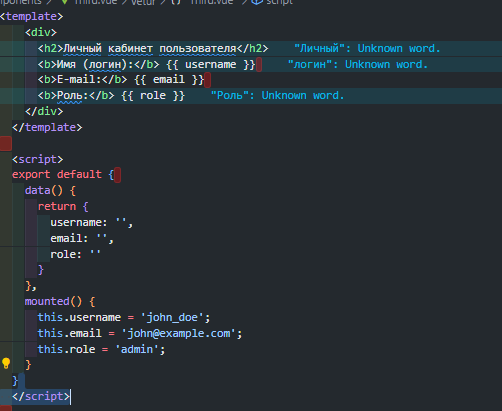 mponents > Third.vue > Vetur > {} Third.vue > script
<template>
<div>
<h2>Личный кабинет пользователя</h2> "Личный": Unknown word.
<b>Имя (логин):</b> {{ username }} "логин": Unknown word.
<b>E-mail:</b> {{ email }}
<b>Роль:</b> {{ role }} "Роль": Unknown word.
</div>
</template>
<script>
export default {
data() {
return {
username: '',
email: '',
role: ''
}
},
mounted() {
this.username = 'john_doe';
this.email = 'john@example.com';
this.role = 'admin';
}
}
</script>